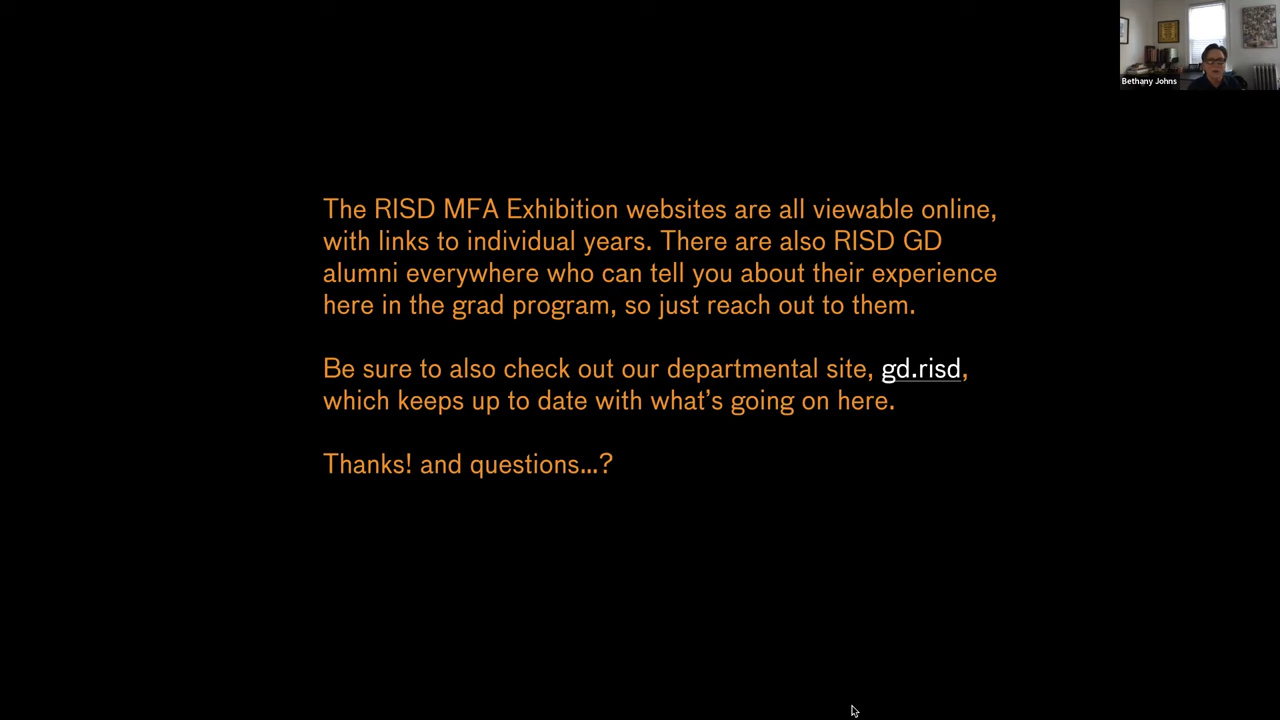 Bethany Johns
The RISD MFA Exhibition websites are all viewable online,
with links to individual years. There are also RISD GD
alumni everywhere who can tell you about their experience
here in the grad program, so just reach out to them.
Be sure to also check out our departmental site, gd.risd,
which keeps up to date with what’s going on here.
Thanks! and questions...?